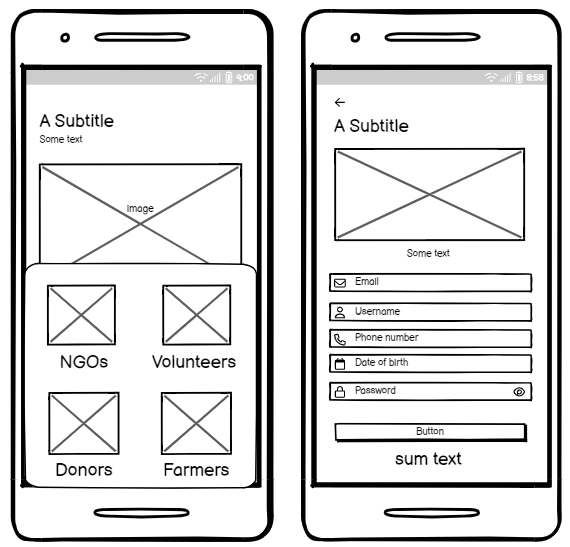 9:00
A Subtitle
Some text
Image
NGOs
Volunteers
Donors
Farmers
8:58
A Subtitle
Some text
Email
Username
Phone number
Date of birth
Password
Button
sum text